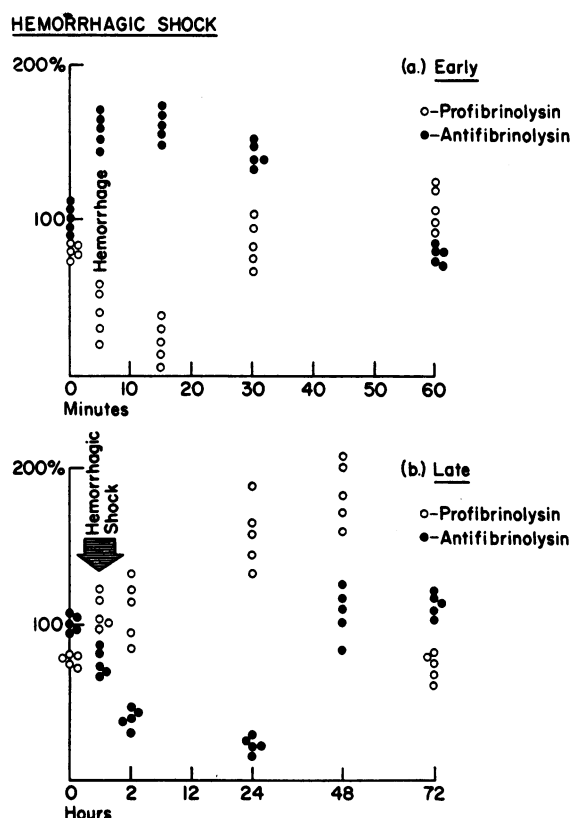 HEMORRHAGIC SHOCK
200%
(a.) Early
o-Profibrinolysin
●-Antifibrinolysin
Hemorrhage
100
0 10 20 30 40 50 60
Minutes
200%
Hemorrhagic
Shock
(b.) Late
o-Profibrinolysin
●-Antifibrinolysin
100
0 2 12 24 48 72
Hours